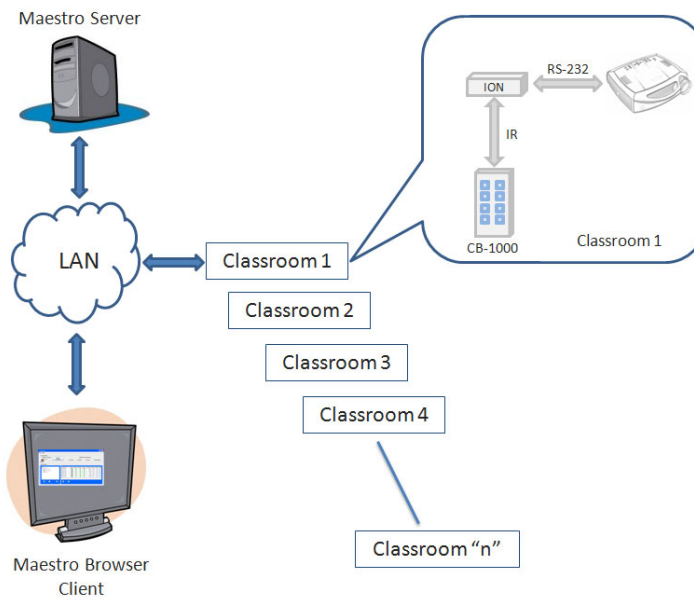 Maestro Server
RS-232
ION
IR
CB-1000
Classroom 1
LAN
Classroom 1
Classroom 2
Classroom 3
Classroom 4
Classroom “n”
Maestro Browser
Client